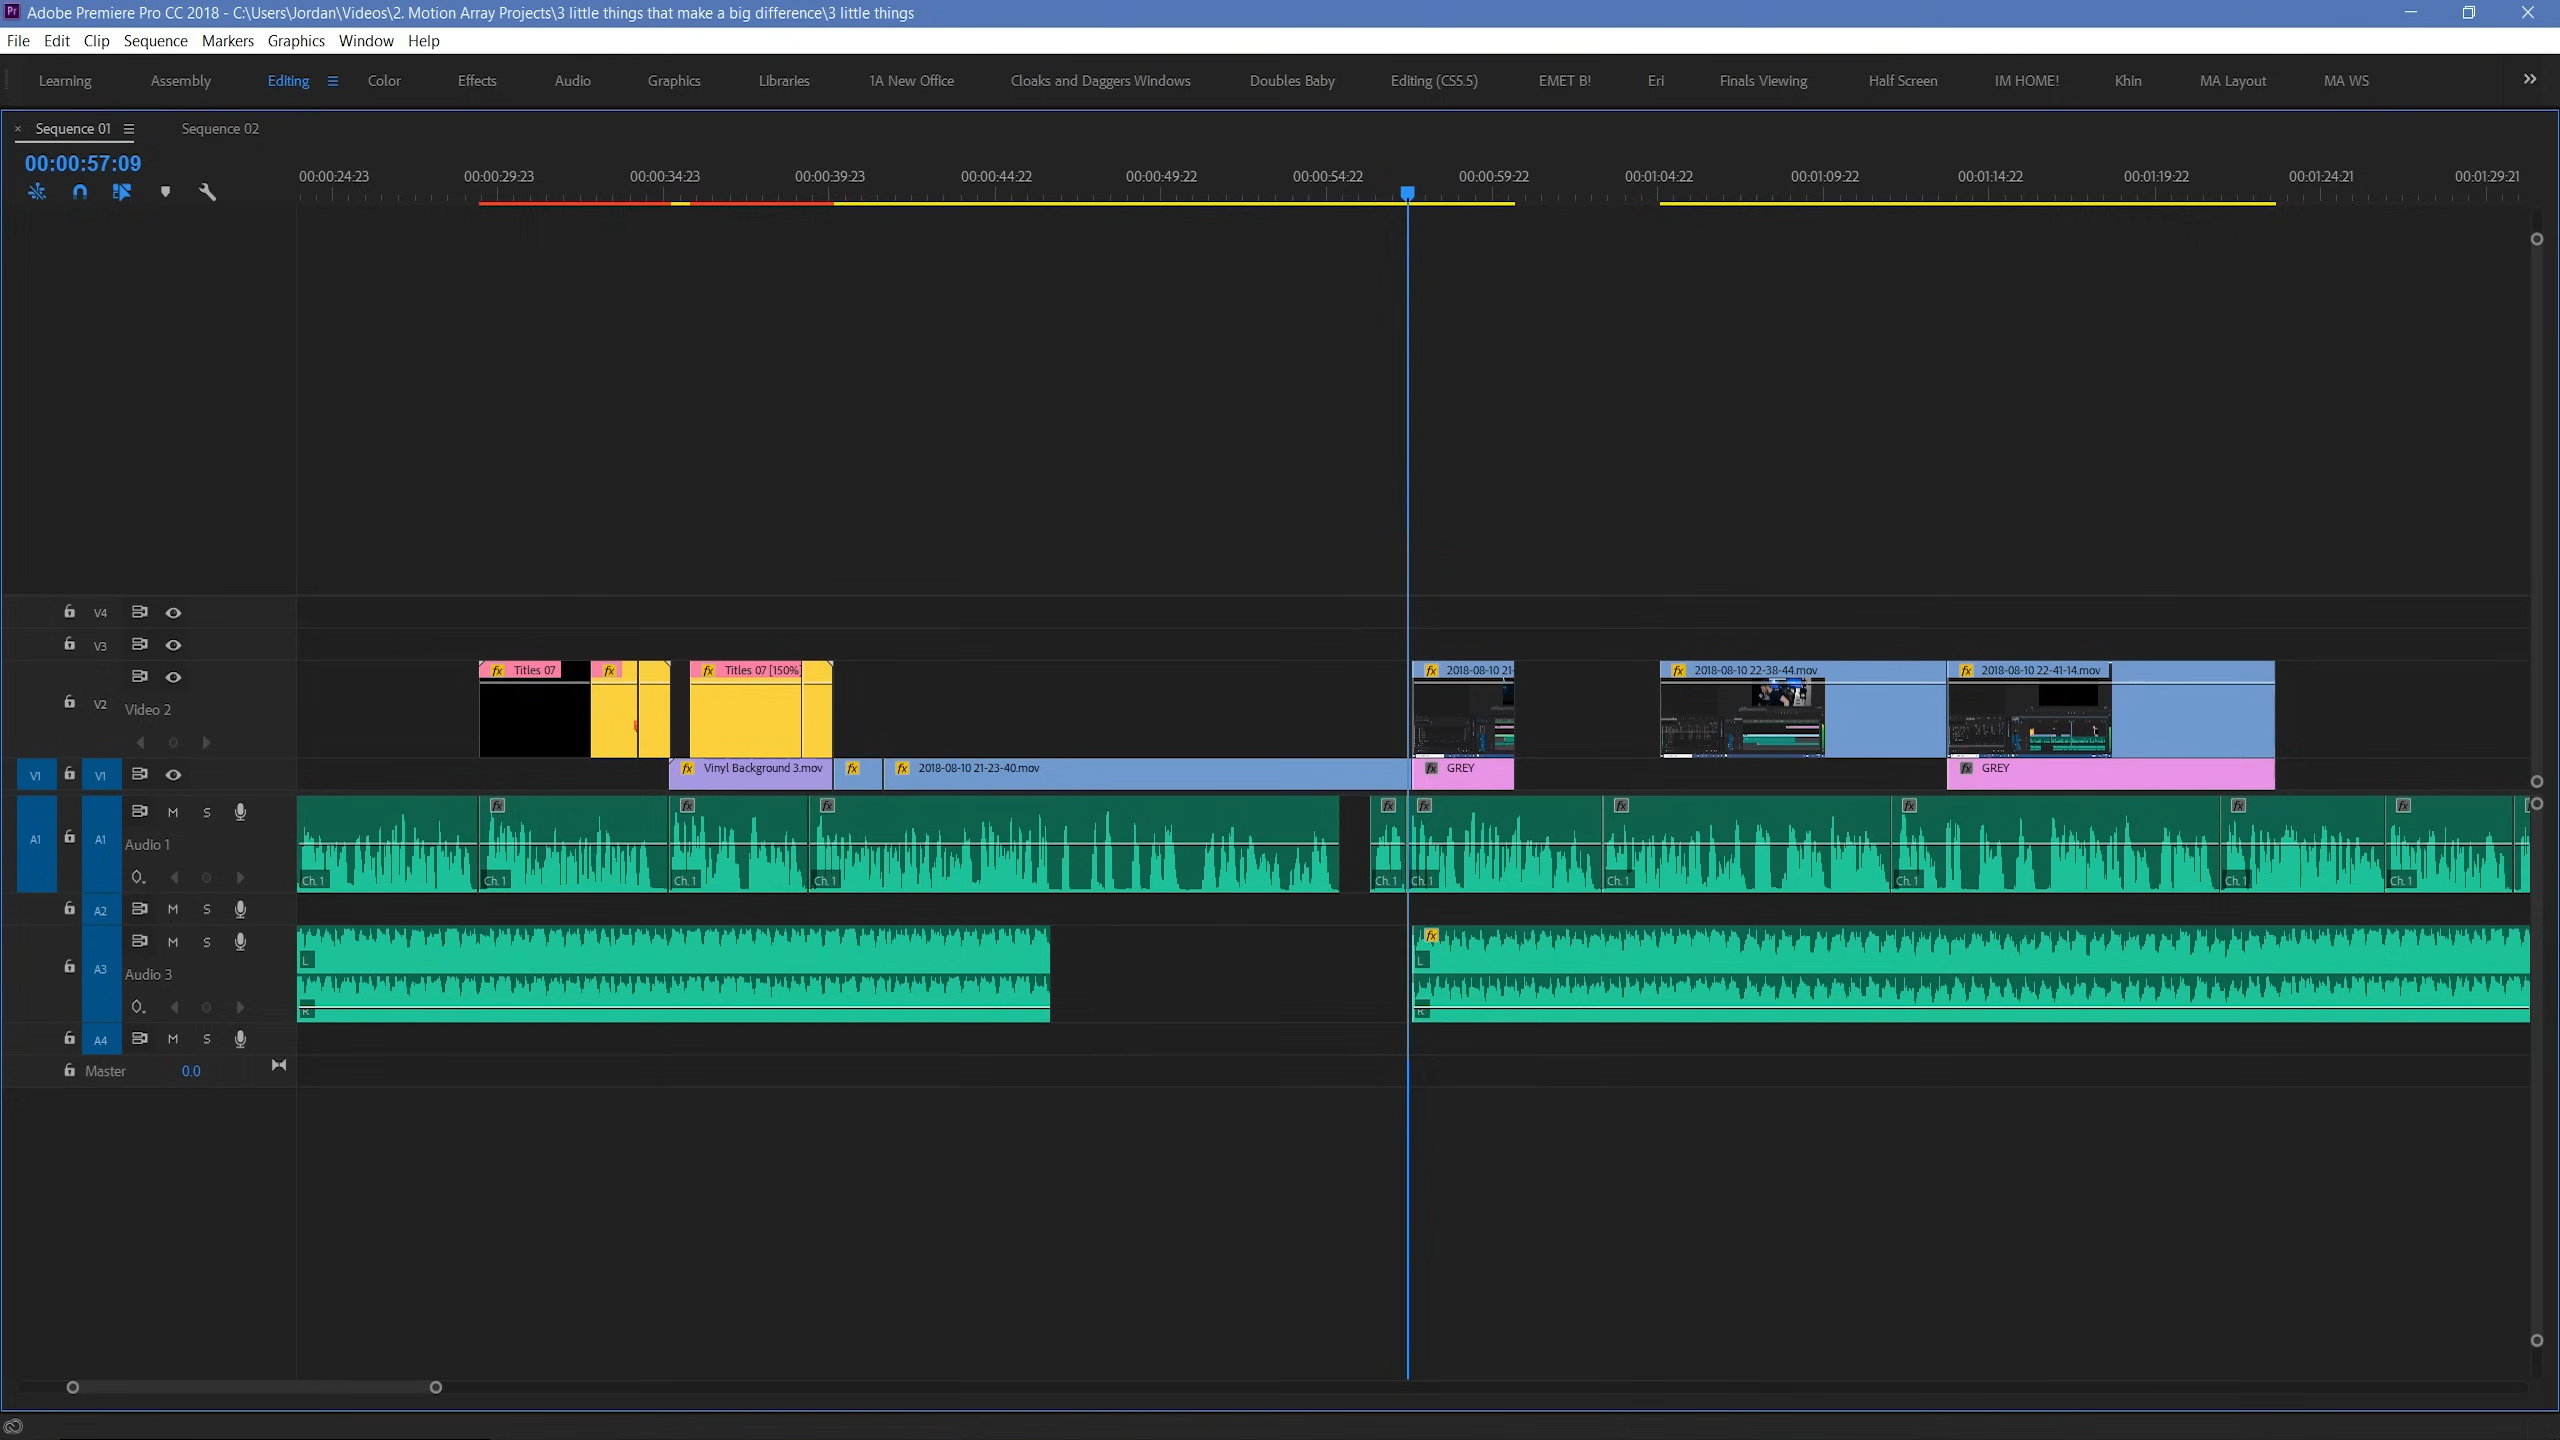 Adobe Premiere Pro CC 2018 - C:\Users\Jordan\Videos\2. Motion Array Projects\3 little things that make a big difference\3 little things
File Edit Clip Sequence Markers Graphics Window Help
Learning Assembly Editing Color Effects Audio Graphics Libraries 1A New Office Cloaks and Daggers Windows Doubles Baby Editing (CS5.5) EMET B! Eri Finals Viewing Half Screen IM HOME! Khin MA Layout MA WS
Sequence 01 Sequence 02
00:00:57:09
00:00:24:23 00:00:29:23 00:00:34:23 00:00:39:23 00:00:44:22 00:00:49:22 00:00:54:22 00:00:59:22 00:01:04:22 00:01:09:22 00:01:14:22 00:01:19:22 00:01:24:21 00:01:29:21
V4
V3
fx Titles 07 fx fx Titles 07 [150%] fx 2018-08-10 21- fx 2018-08-10 22-38-44.mov fx 2018-08-10 22-41-14.mov
V2 Video 2
V1 V1 fx Vinyl Background 3.mov fx fx 2018-08-10 21-23-40.mov fx GREY fx GREY
M S fx fx fx fx fx fx fx fx fx
A1 A1 Audio 1
Ch. 1 Ch. 1 Ch. 1 Ch. 1 Ch. 1 Ch. 1 Ch. 1 Ch. 1 Ch. 1 Ch. 1
A2 M S
M S fx
L L
A3 Audio 3
R R
A4 M S
Master 0.0